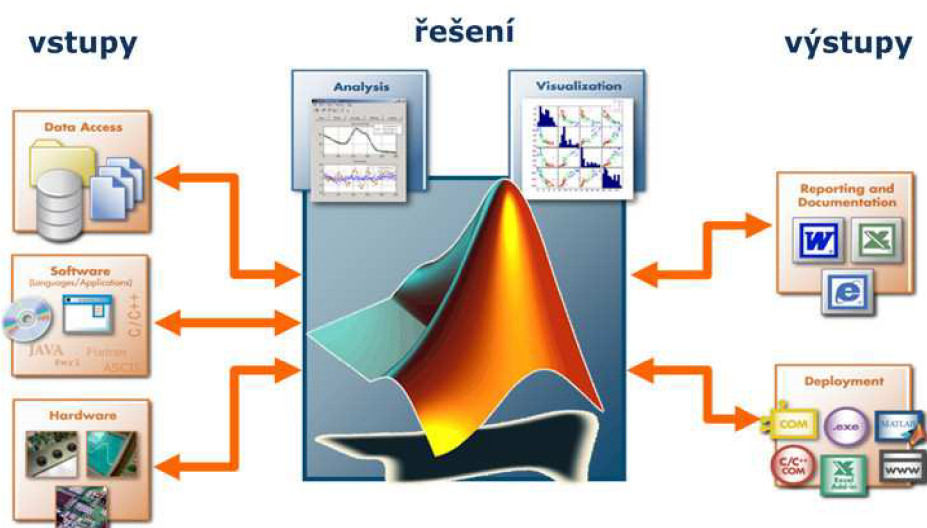 vstupy
řešení
výstupy
Analysis
Visualization
Data Access
Software
(Languages/Applications)
C/C++
JAVA
Fortran
Perl
ASCII
Hardware
Reporting and
Documentation
W
X
e
Deployment
COM
.exe
MATLAB
C/C++
COM
Excel
Add-in
www